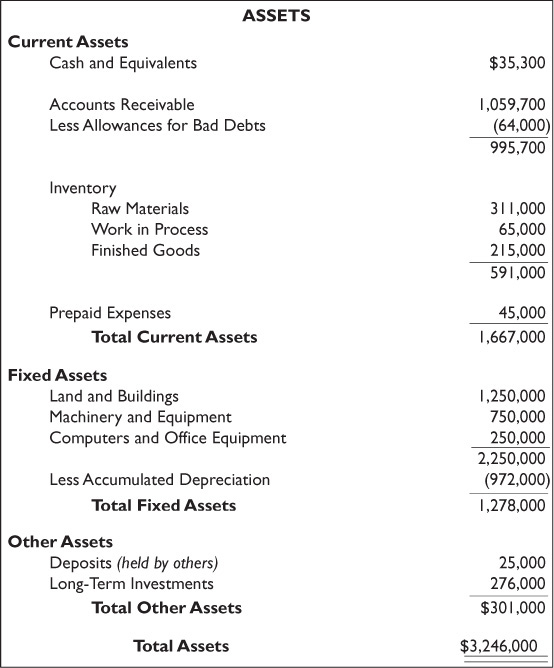 ASSETS
Current Assets
Cash and Equivalents $35,300
Accounts Receivable 1,059,700
Less Allowances for Bad Debts (64,000)
995,700
Inventory
Raw Materials 311,000
Work in Process 65,000
Finished Goods 215,000
591,000
Prepaid Expenses 45,000
Total Current Assets 1,667,000
Fixed Assets
Land and Buildings 1,250,000
Machinery and Equipment 750,000
Computers and Office Equipment 250,000
2,250,000
Less Accumulated Depreciation (972,000)
Total Fixed Assets 1,278,000
Other Assets
Deposits (held by others) 25,000
Long-Term Investments 276,000
Total Other Assets $301,000
Total Assets $3,246,000